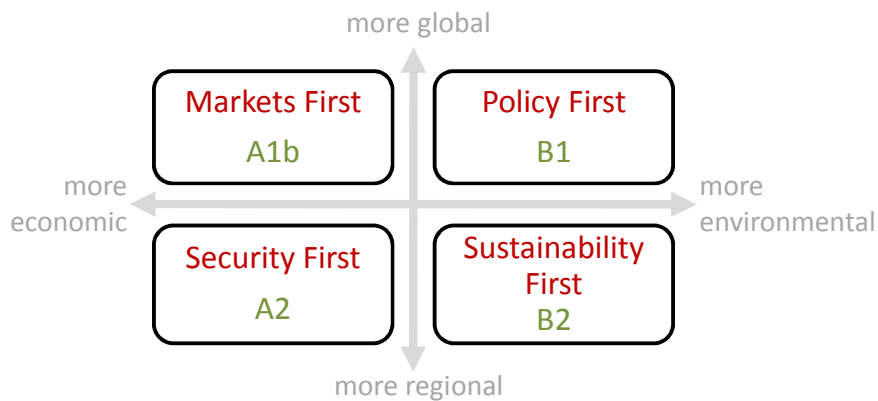 more global
Markets First
A1b
Policy First
B1
more
economic
more
environmental
Security First
A2
Sustainability
First
B2
more regional